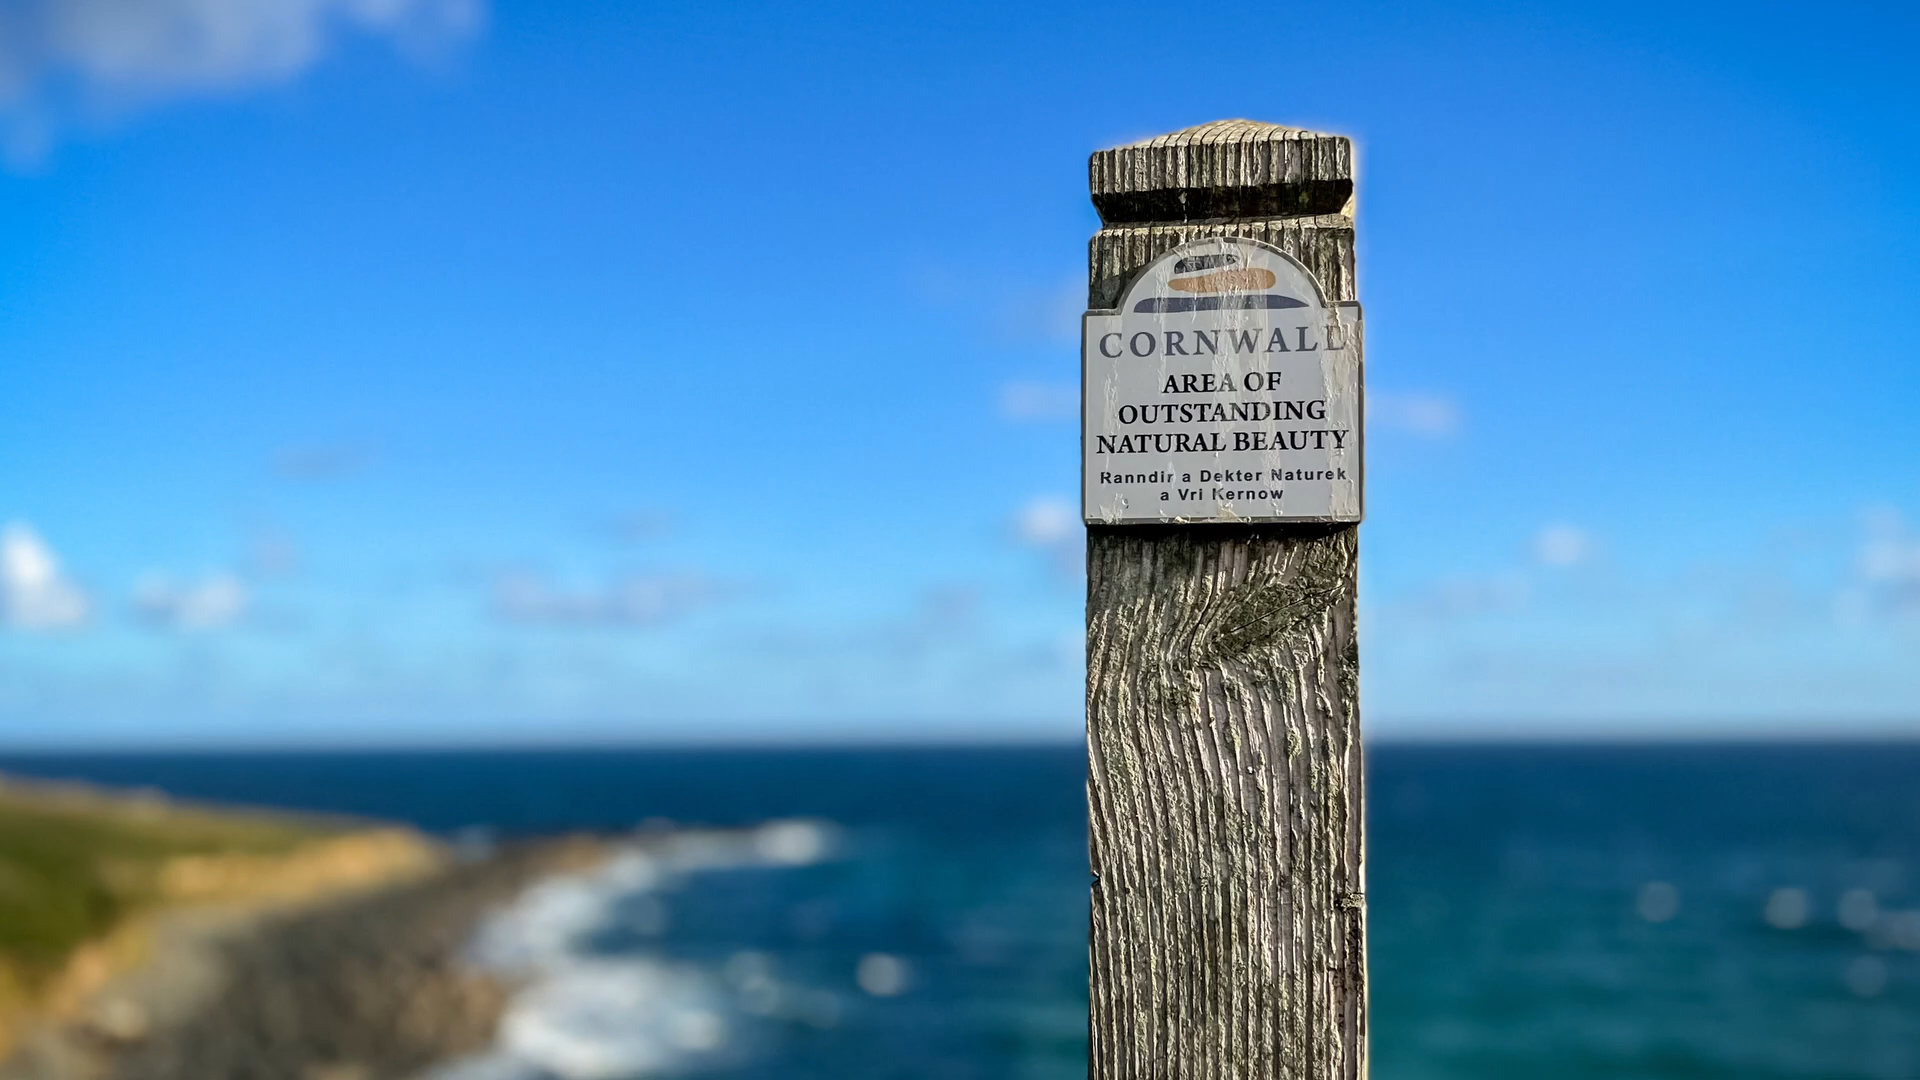 CORNWALL
AREA OF
OUTSTANDING
NATURAL BEAUTY
Ranndir a Dekter Naturek
a Vri Kernow